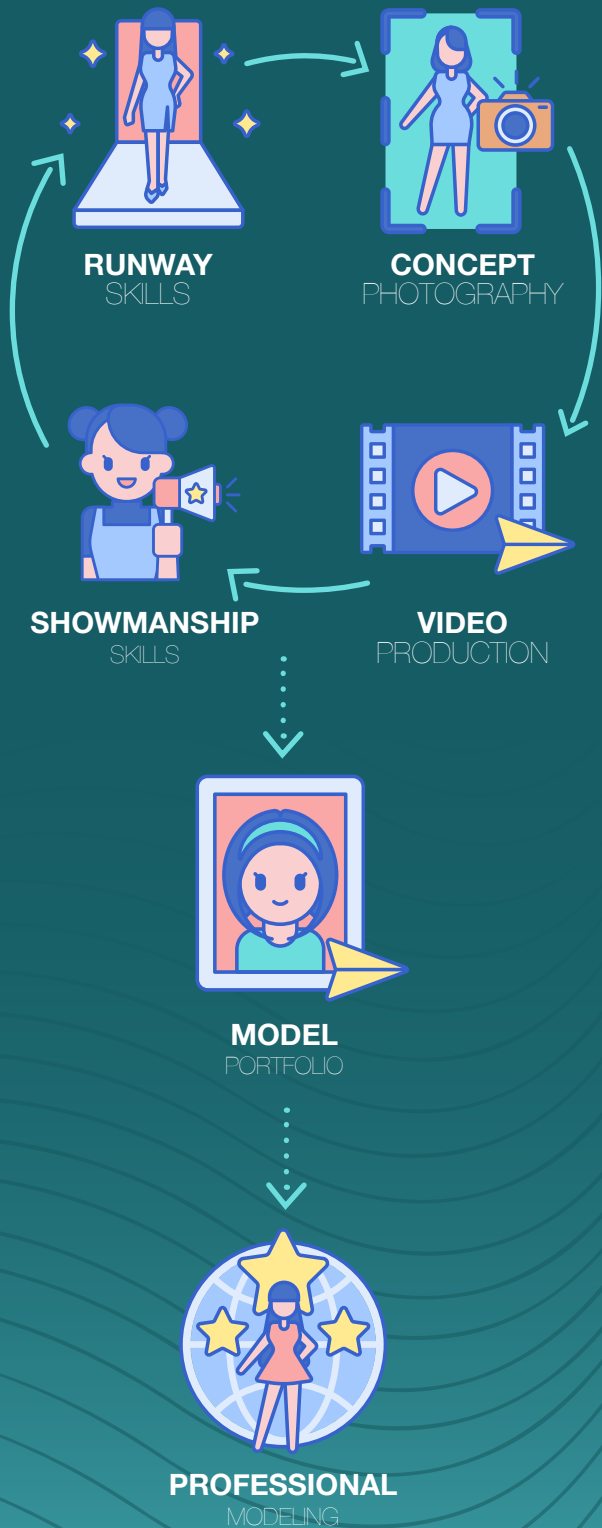 RUNWAY
SKILLS
CONCEPT
PHOTOGRAPHY
SHOWMANSHIP
SKILLS
VIDEO
PRODUCTION
MODEL
PORTFOLIO
PROFESSIONAL
MODELING